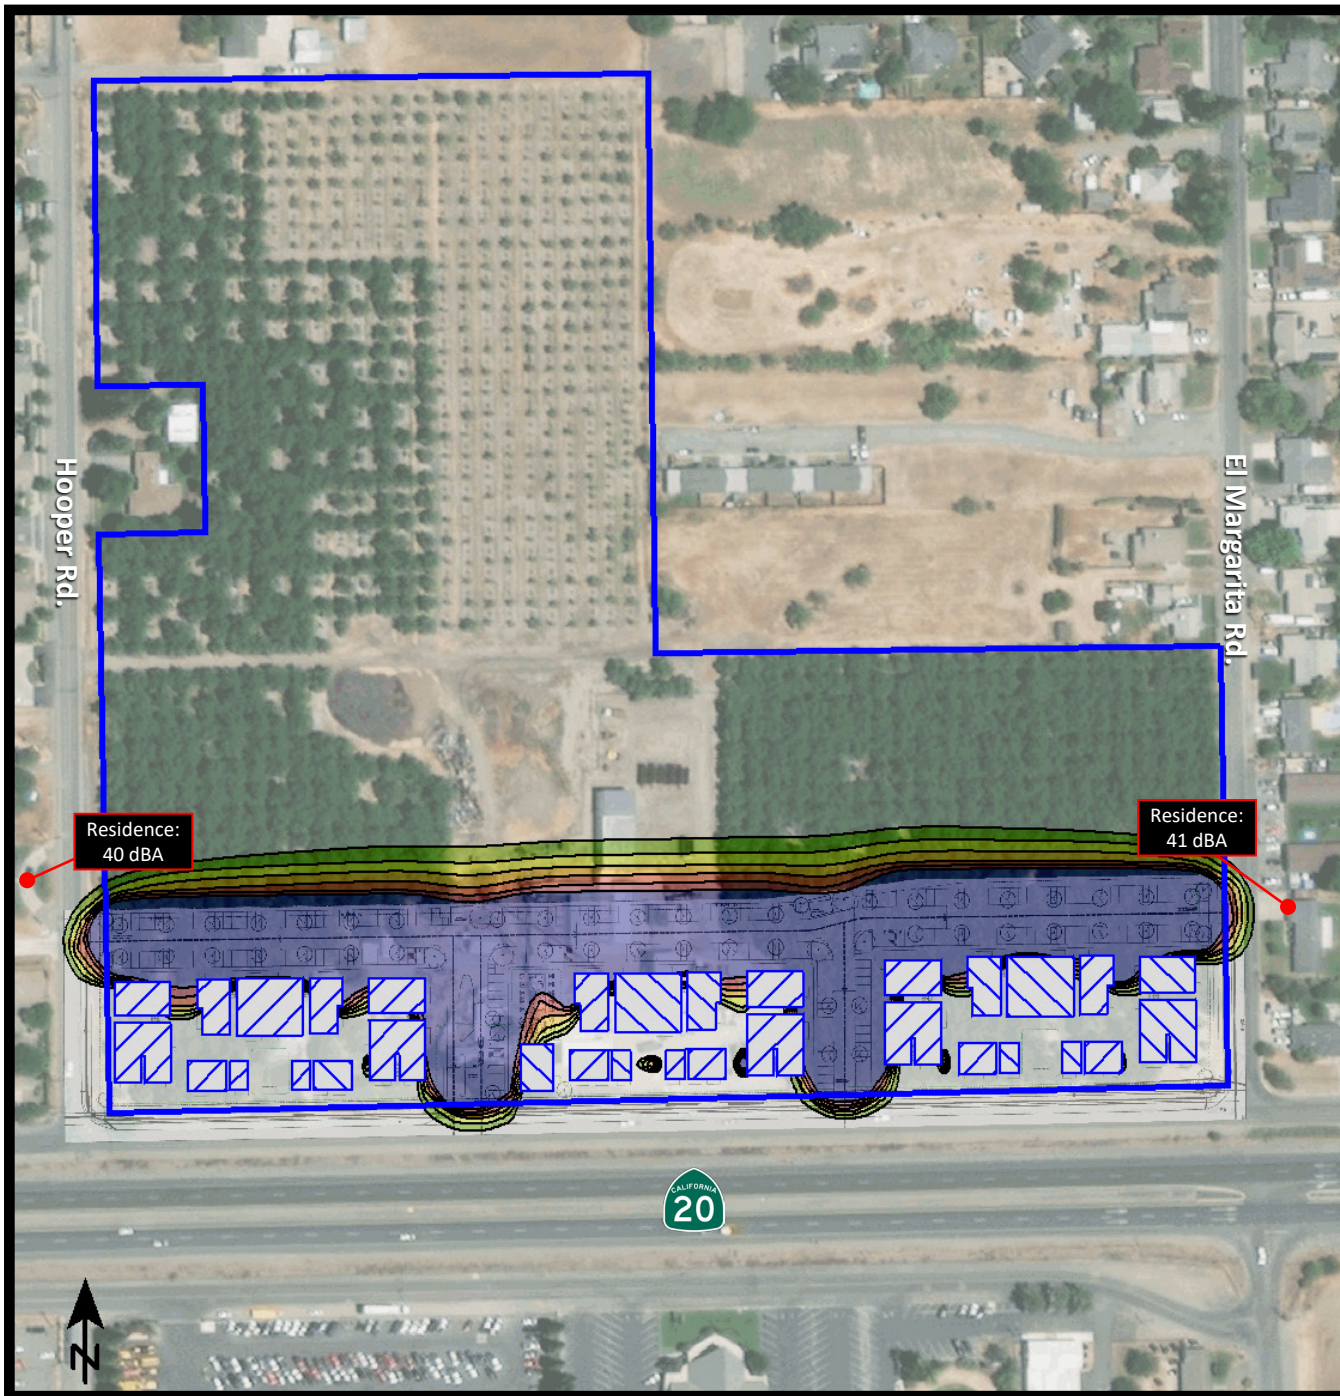 Hooper Rd.
El Margarita Rd.
Residence:
40 dBA
Residence:
41 dBA
CALIFORNIA
20
N